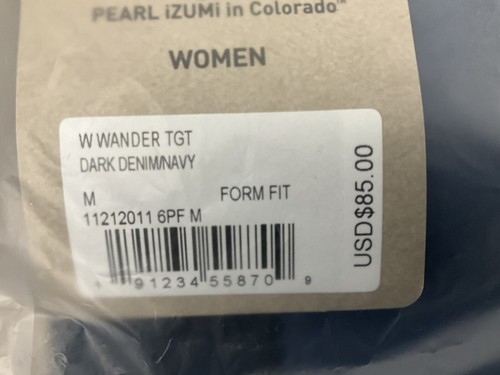 PEARL iZUMi in Colorado™
WOMEN
W WANDER TGT
DARK DENIM/NAVY
M FORM FIT
11212011 6PF M
USD$85.00
91234 55870 9